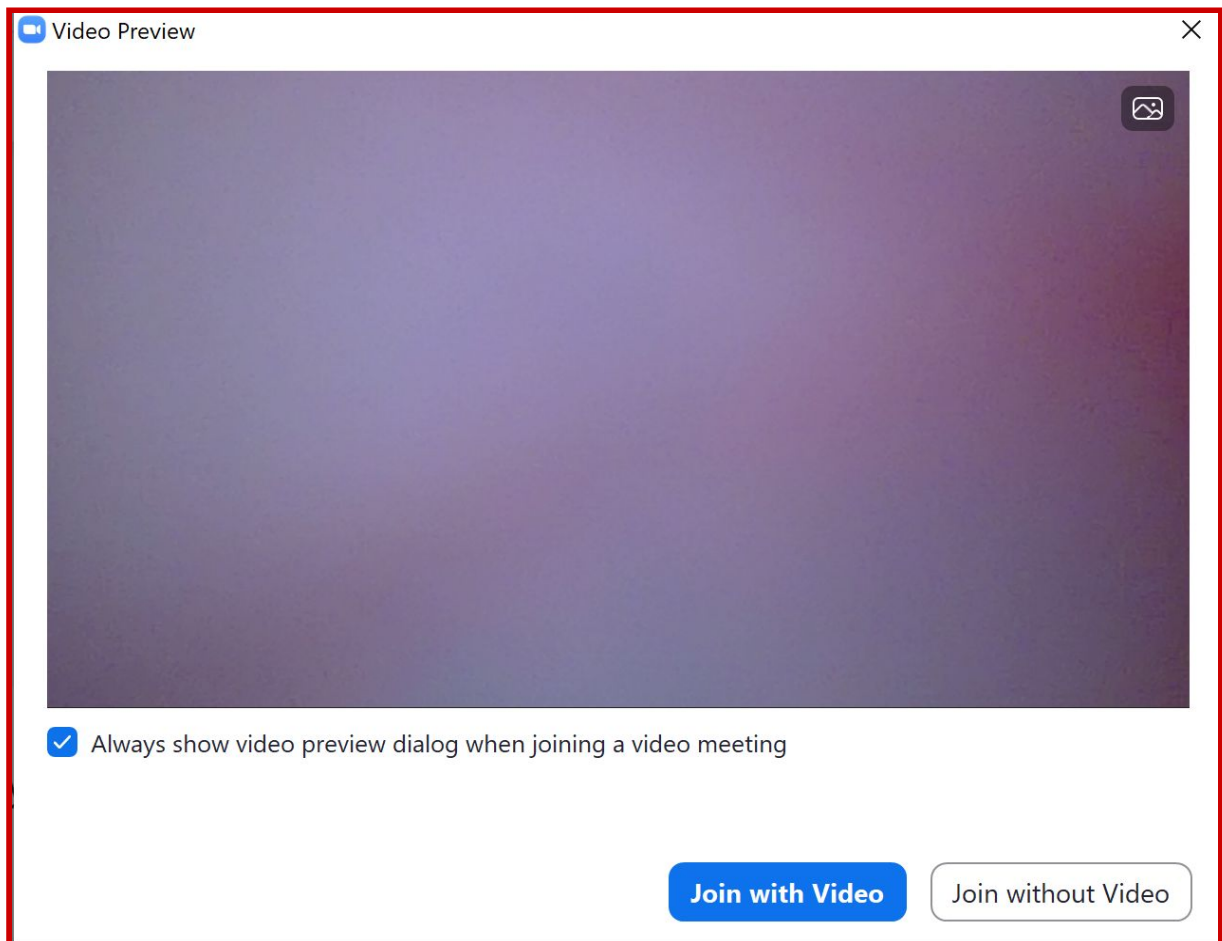 Video Preview
Always show video preview dialog when joining a video meeting
Join with Video
Join without Video